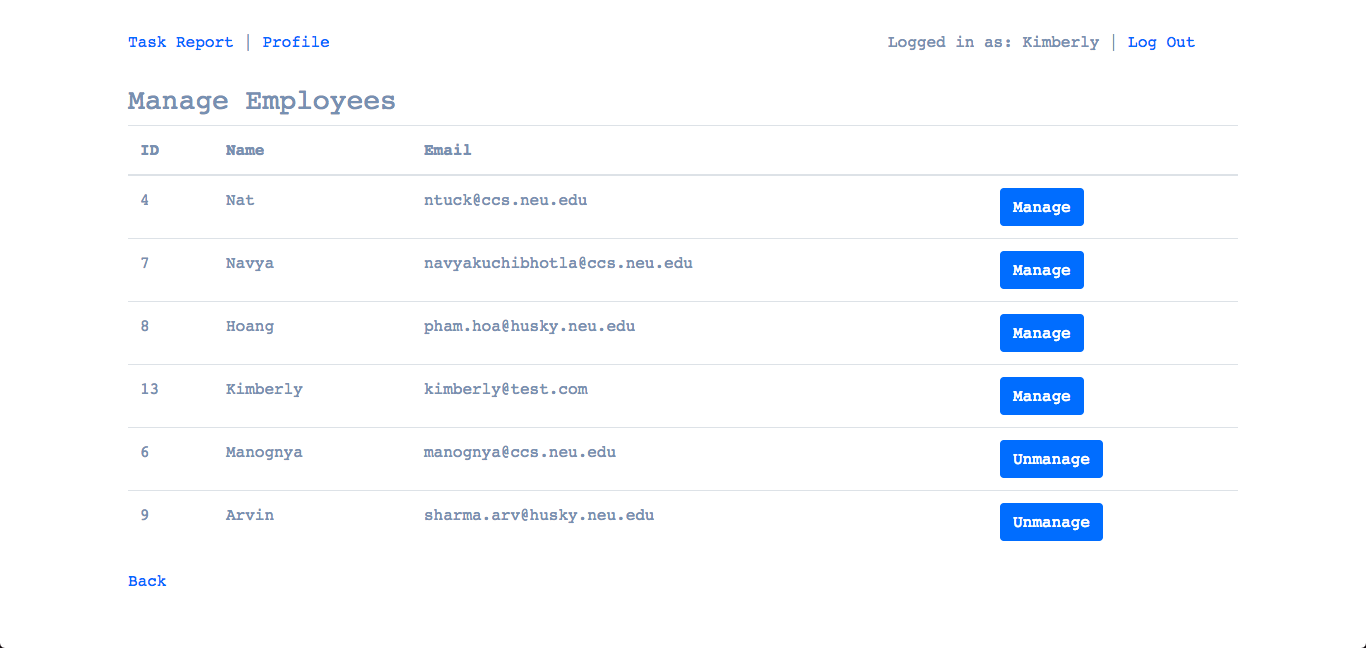 Task Report | Profile Logged in as: Kimberly | Log Out
Manage Employees
ID Name Email
4 Nat ntuck@ccs.neu.edu Manage
7 Navya navyakuchibhotla@ccs.neu.edu Manage
8 Hoang pham.hoa@husky.neu.edu Manage
13 Kimberly kimberly@test.com Manage
6 Manognya manognya@ccs.neu.edu Unmanage
9 Arvin sharma.arv@husky.neu.edu Unmanage
Back